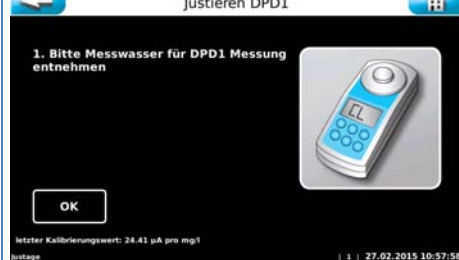 Justieren DPD1
1. Bitte Messwasser für DPD1 Messung
entnehmen
CL
OK
letzter Kalibrierungswert: 24.41 µA pro mg/l
Justage | 1 | 27.02.2015 10:57:58